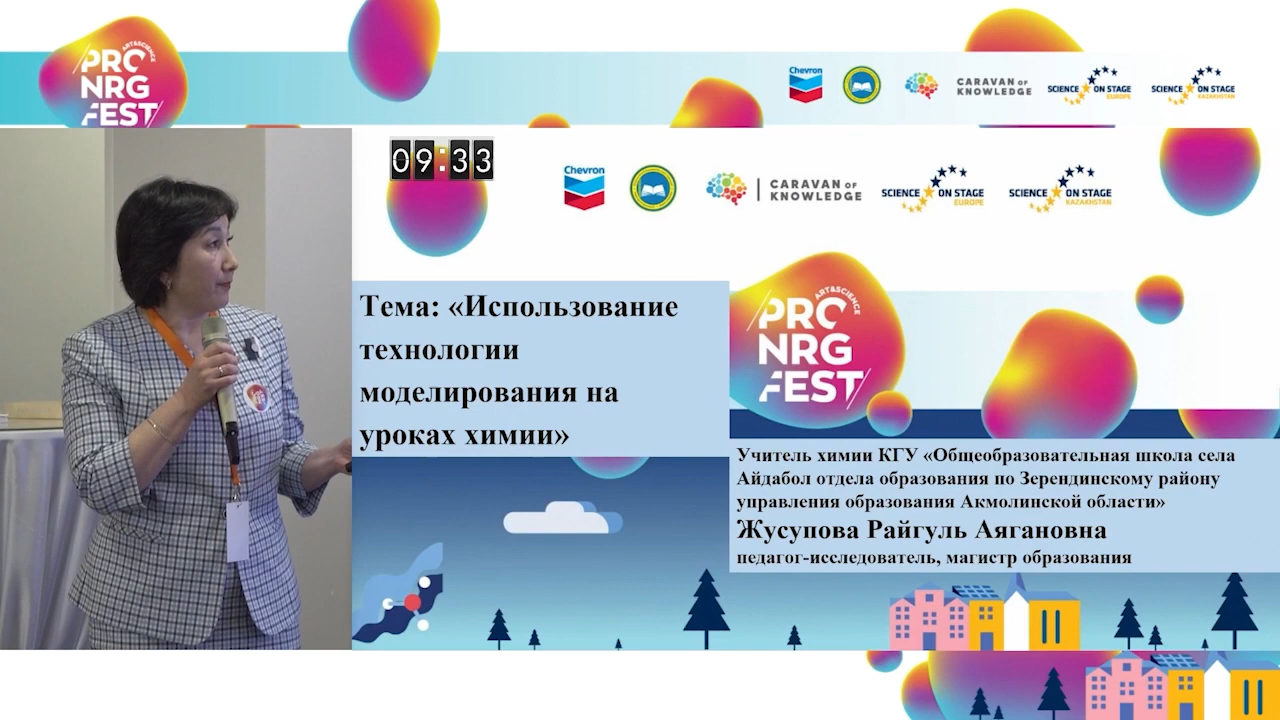 PRO
ART&SCIENCE
NRG
FEST
Chevron
CARAVAN OF
KNOWLEDGE
SCIENCE ON STAGE
EUROPE
SCIENCE ON STAGE
KAZAKHSTAN
09:33
Chevron
CARAVAN OF
KNOWLEDGE
SCIENCE ON STAGE
EUROPE
SCIENCE ON STAGE
KAZAKHSTAN
Тема: «Использование
технологии
моделирования на
уроках химии»
PRO
ART&SCIENCE
NRG
FEST
Учитель химии КГУ «Общеобразовательная школа села
Айдабол отдела образования по Зерендинскому району
управления образования Акмолинской области»
Жусупова Райгуль Аягановна
педагог-исследователь, магистр образования